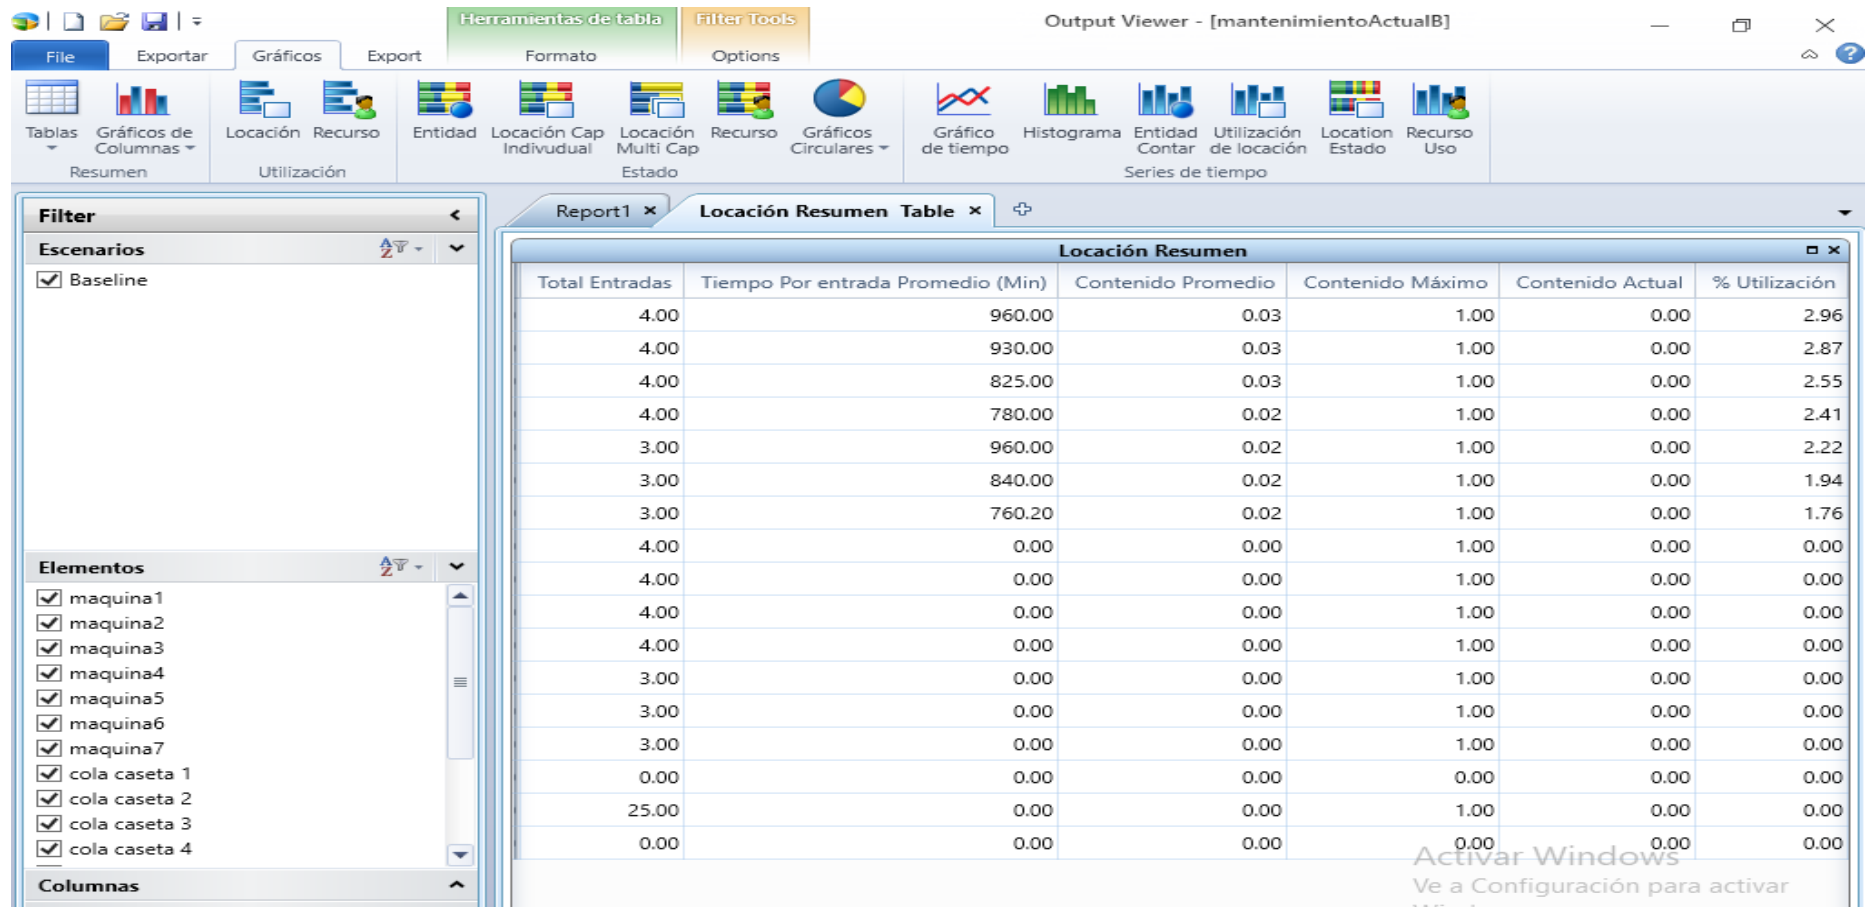 Herramientas de tabla Filter Tools Output Viewer - [mantenimientoActualB]
File Exportar Gráficos Export Formato Options
Tablas Gráficos de Columnas Locación Recurso Entidad Locación Cap Indivudual Locación Multi Cap Recurso Gráficos Circulares Gráfico de tiempo Histograma Entidad Contar Utilización de locación Location Estado Recurso Uso
Resumen Utilización Estado Series de tiempo
Filter
Escenarios
Baseline
Elementos
maquina1
maquina2
maquina3
maquina4
maquina5
maquina6
maquina7
cola caseta 1
cola caseta 2
cola caseta 3
cola caseta 4
Columnas
Report1 Locación Resumen Table
Locación Resumen
Total Entradas Tiempo Por entrada Promedio (Min) Contenido Promedio Contenido Máximo Contenido Actual % Utilización
4.00 960.00 0.03 1.00 0.00 2.96
4.00 930.00 0.03 1.00 0.00 2.87
4.00 825.00 0.03 1.00 0.00 2.55
4.00 780.00 0.02 1.00 0.00 2.41
3.00 960.00 0.02 1.00 0.00 2.22
3.00 840.00 0.02 1.00 0.00 1.94
3.00 760.20 0.02 1.00 0.00 1.76
4.00 0.00 0.00 1.00 0.00 0.00
4.00 0.00 0.00 1.00 0.00 0.00
4.00 0.00 0.00 1.00 0.00 0.00
4.00 0.00 0.00 1.00 0.00 0.00
3.00 0.00 0.00 1.00 0.00 0.00
3.00 0.00 0.00 1.00 0.00 0.00
3.00 0.00 0.00 1.00 0.00 0.00
0.00 0.00 0.00 0.00 0.00 0.00
25.00 0.00 0.00 1.00 0.00 0.00
0.00 0.00 0.00 0.00 0.00 0.00
Activar Windows
Ve a Configuración para activar